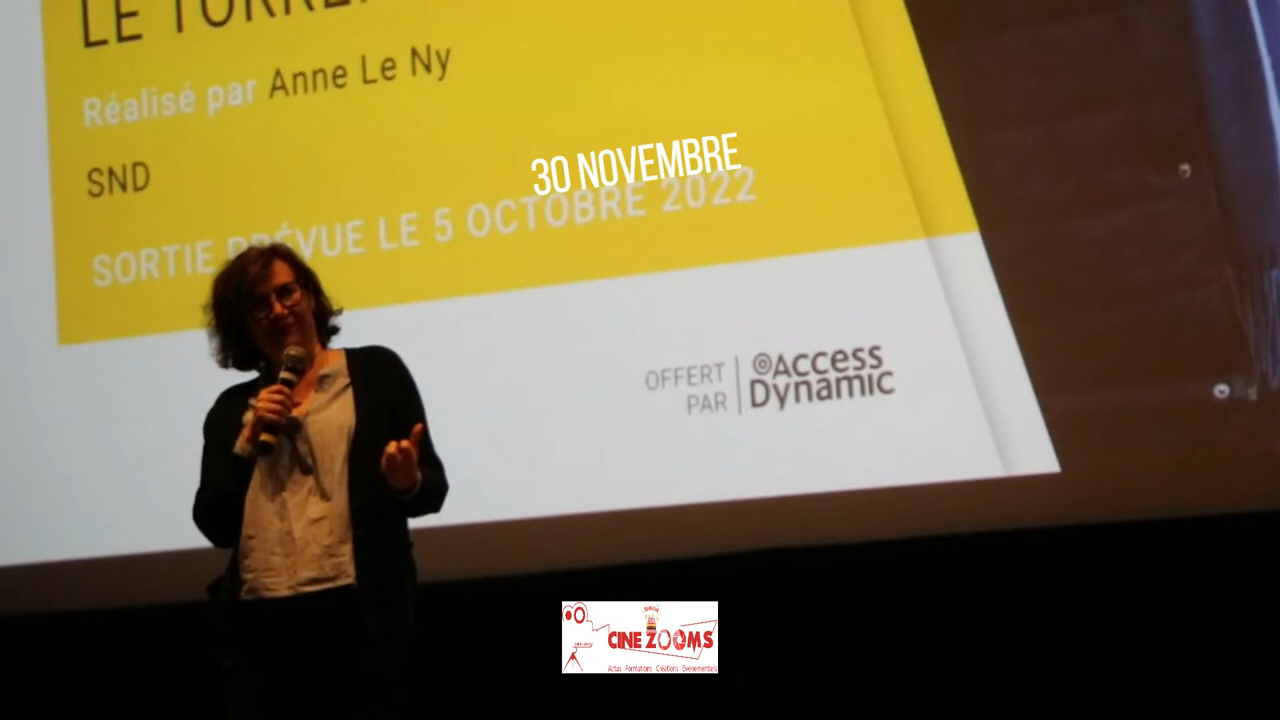 LE TORRE
Réalisé par Anne Le Ny
SND
30 NOVEMBRE
SORTIE PRÉVUE LE 5 OCTOBRE 2022
OFFERT
PAR
Access
Dynamic
CINE ZOOMS
Actus Formations Créations Evénementiels